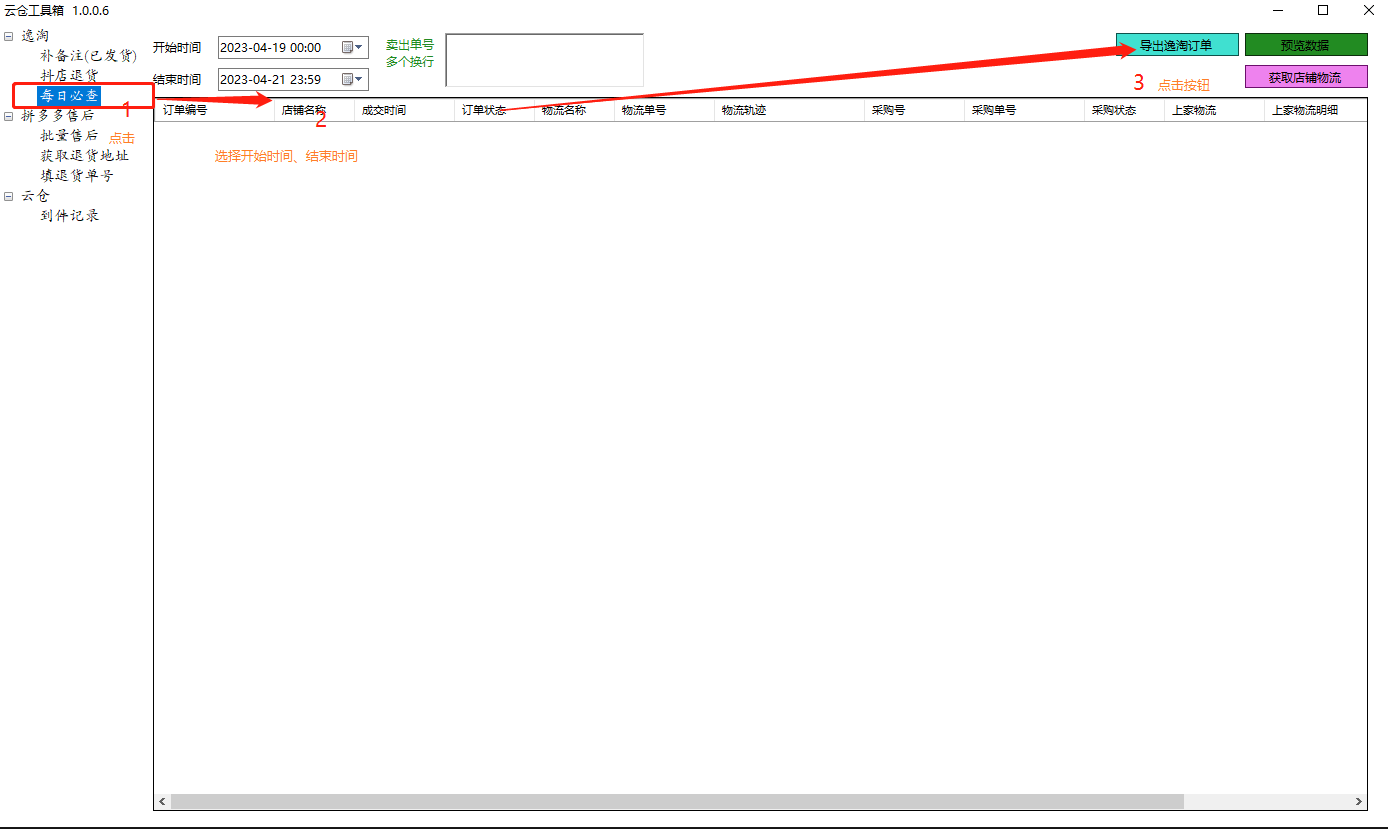 云仓工具箱 1.0.0.6
逸淘
补备注(已发货)
抖店退货
每日必查
1
拼多多售后
批量售后
点击
获取退货地址
填退货单号
云仓
到件记录
开始时间 2023-04-19 00:00
结束时间 2023-04-21 23:59
卖出单号
多个换行
导出逸淘订单 预览数据
3 点击按钮 获取店铺物流
订单编号 店铺名称 成交时间 订单状态 物流名称 物流单号 物流轨迹 采购号 采购单号 采购状态 上家物流 上家物流明细
2
选择开始时间、结束时间